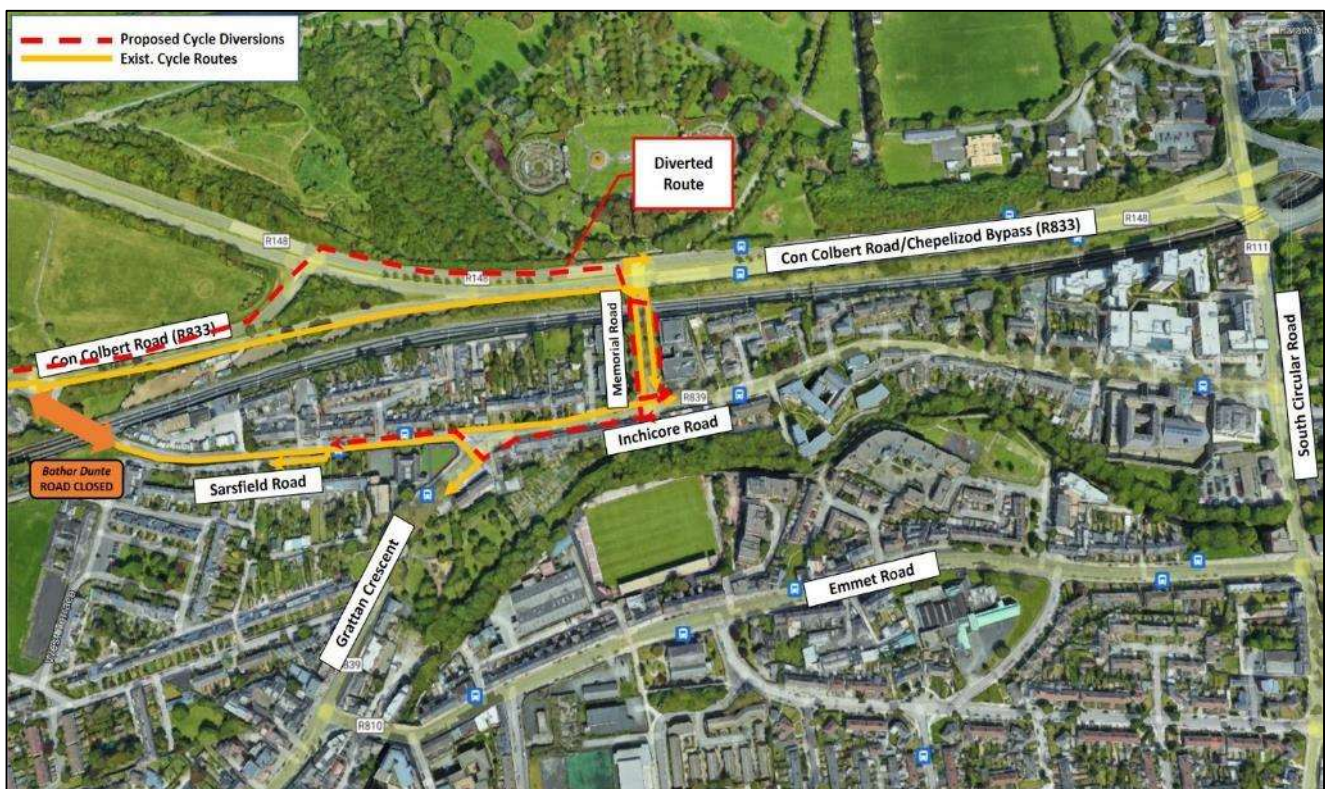 Proposed Cycle Diversions
Exist. Cycle Routes
Diverted
Route
R148
R148
Con Colbert Road/Chepelizod Bypass (R833)
R148
R111
Con Colbert Road (R833)
Memorial Road
South Circular Road
R839
Inchicore Road
Bothar Dunte
ROAD CLOSED
Sarsfield Road
Grattan Crescent
Emmet Road
839
R810